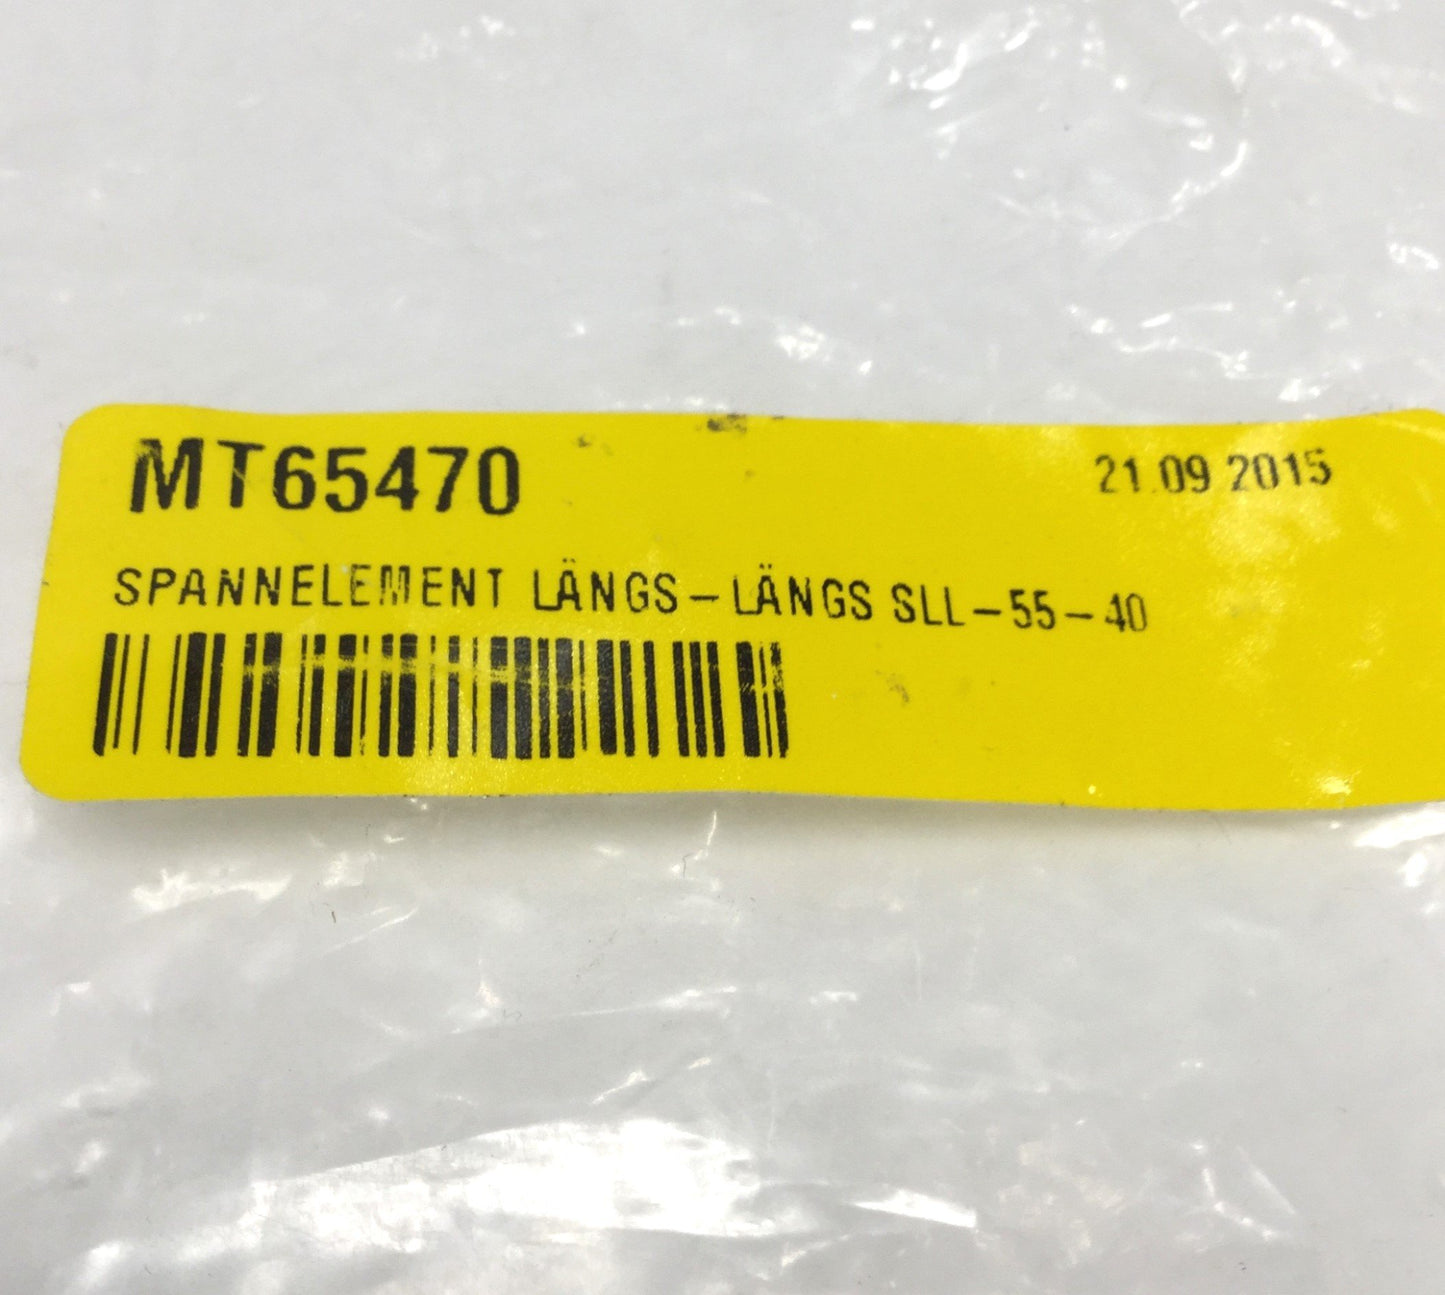 MT65470
21.09.2015
SPANNELEMENT LÄNGS-LÄNGS SLL-55-40